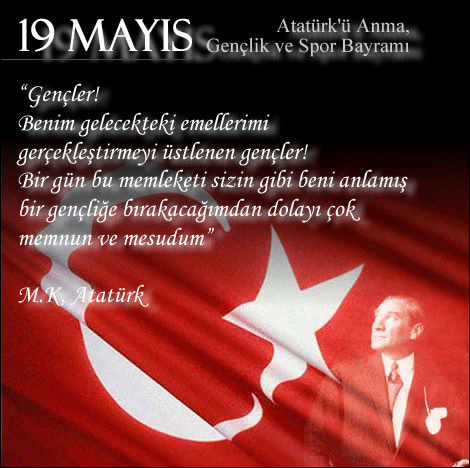 19 MAYIS
Atatürk'ü Anma,
Gençlik ve Spor Bayramı
“Gençler!
Benim gelecekteki emellerimi
gerçekleştirmeyi üstlenen gençler!
Bir gün bu memleketi sizin gibi beni anlamış
bir gençliğe bırakacağımdan dolayı çok
memnun ve mesudum”
M.K. Atatürk